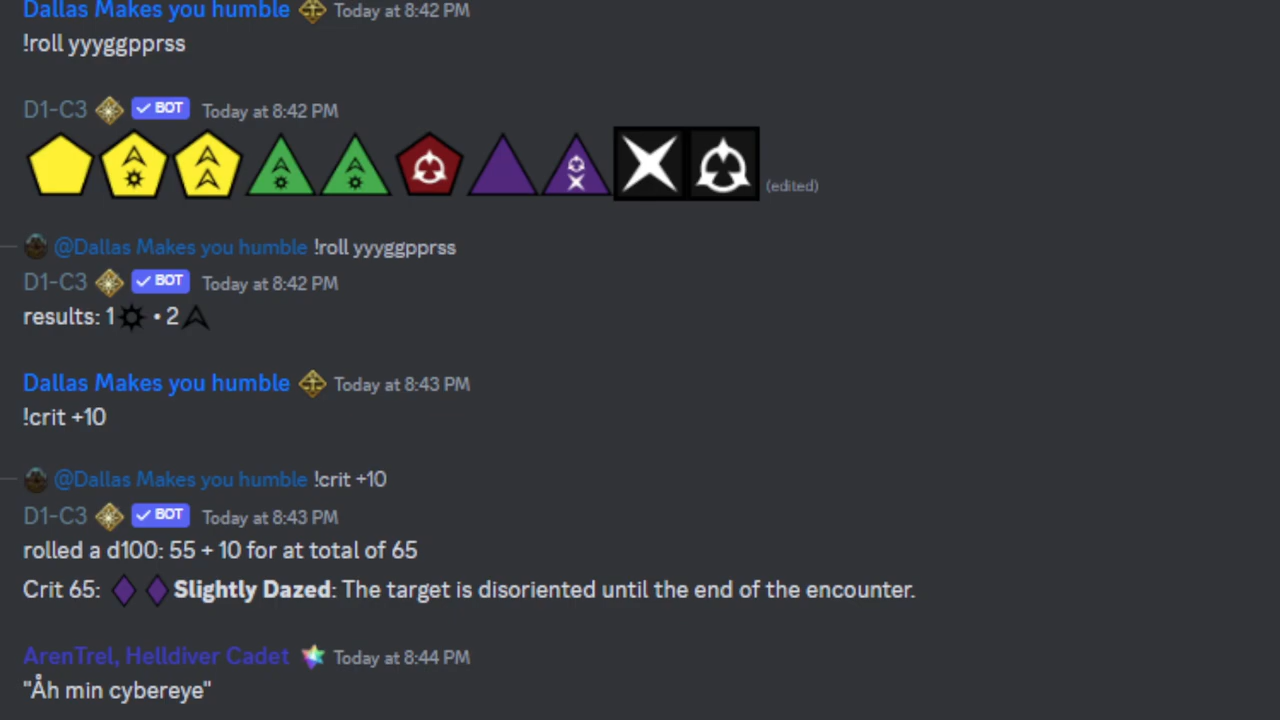 Dallas Makes you humble Today at 8:42 PM
!roll yyyggpprss
D1-C3 BOT Today at 8:42 PM
(edited)
@Dallas Makes you humble !roll yyyggpprss
D1-C3 BOT Today at 8:42 PM
results: 1 • 2
Dallas Makes you humble Today at 8:43 PM
!crit +10
@Dallas Makes you humble !crit +10
D1-C3 BOT Today at 8:43 PM
rolled a d100: 55 + 10 for at total of 65
Crit 65: Slightly Dazed: The target is disoriented until the end of the encounter.
ArenTrel, Helldiver Cadet Today at 8:44 PM
"Åh min cybereye"